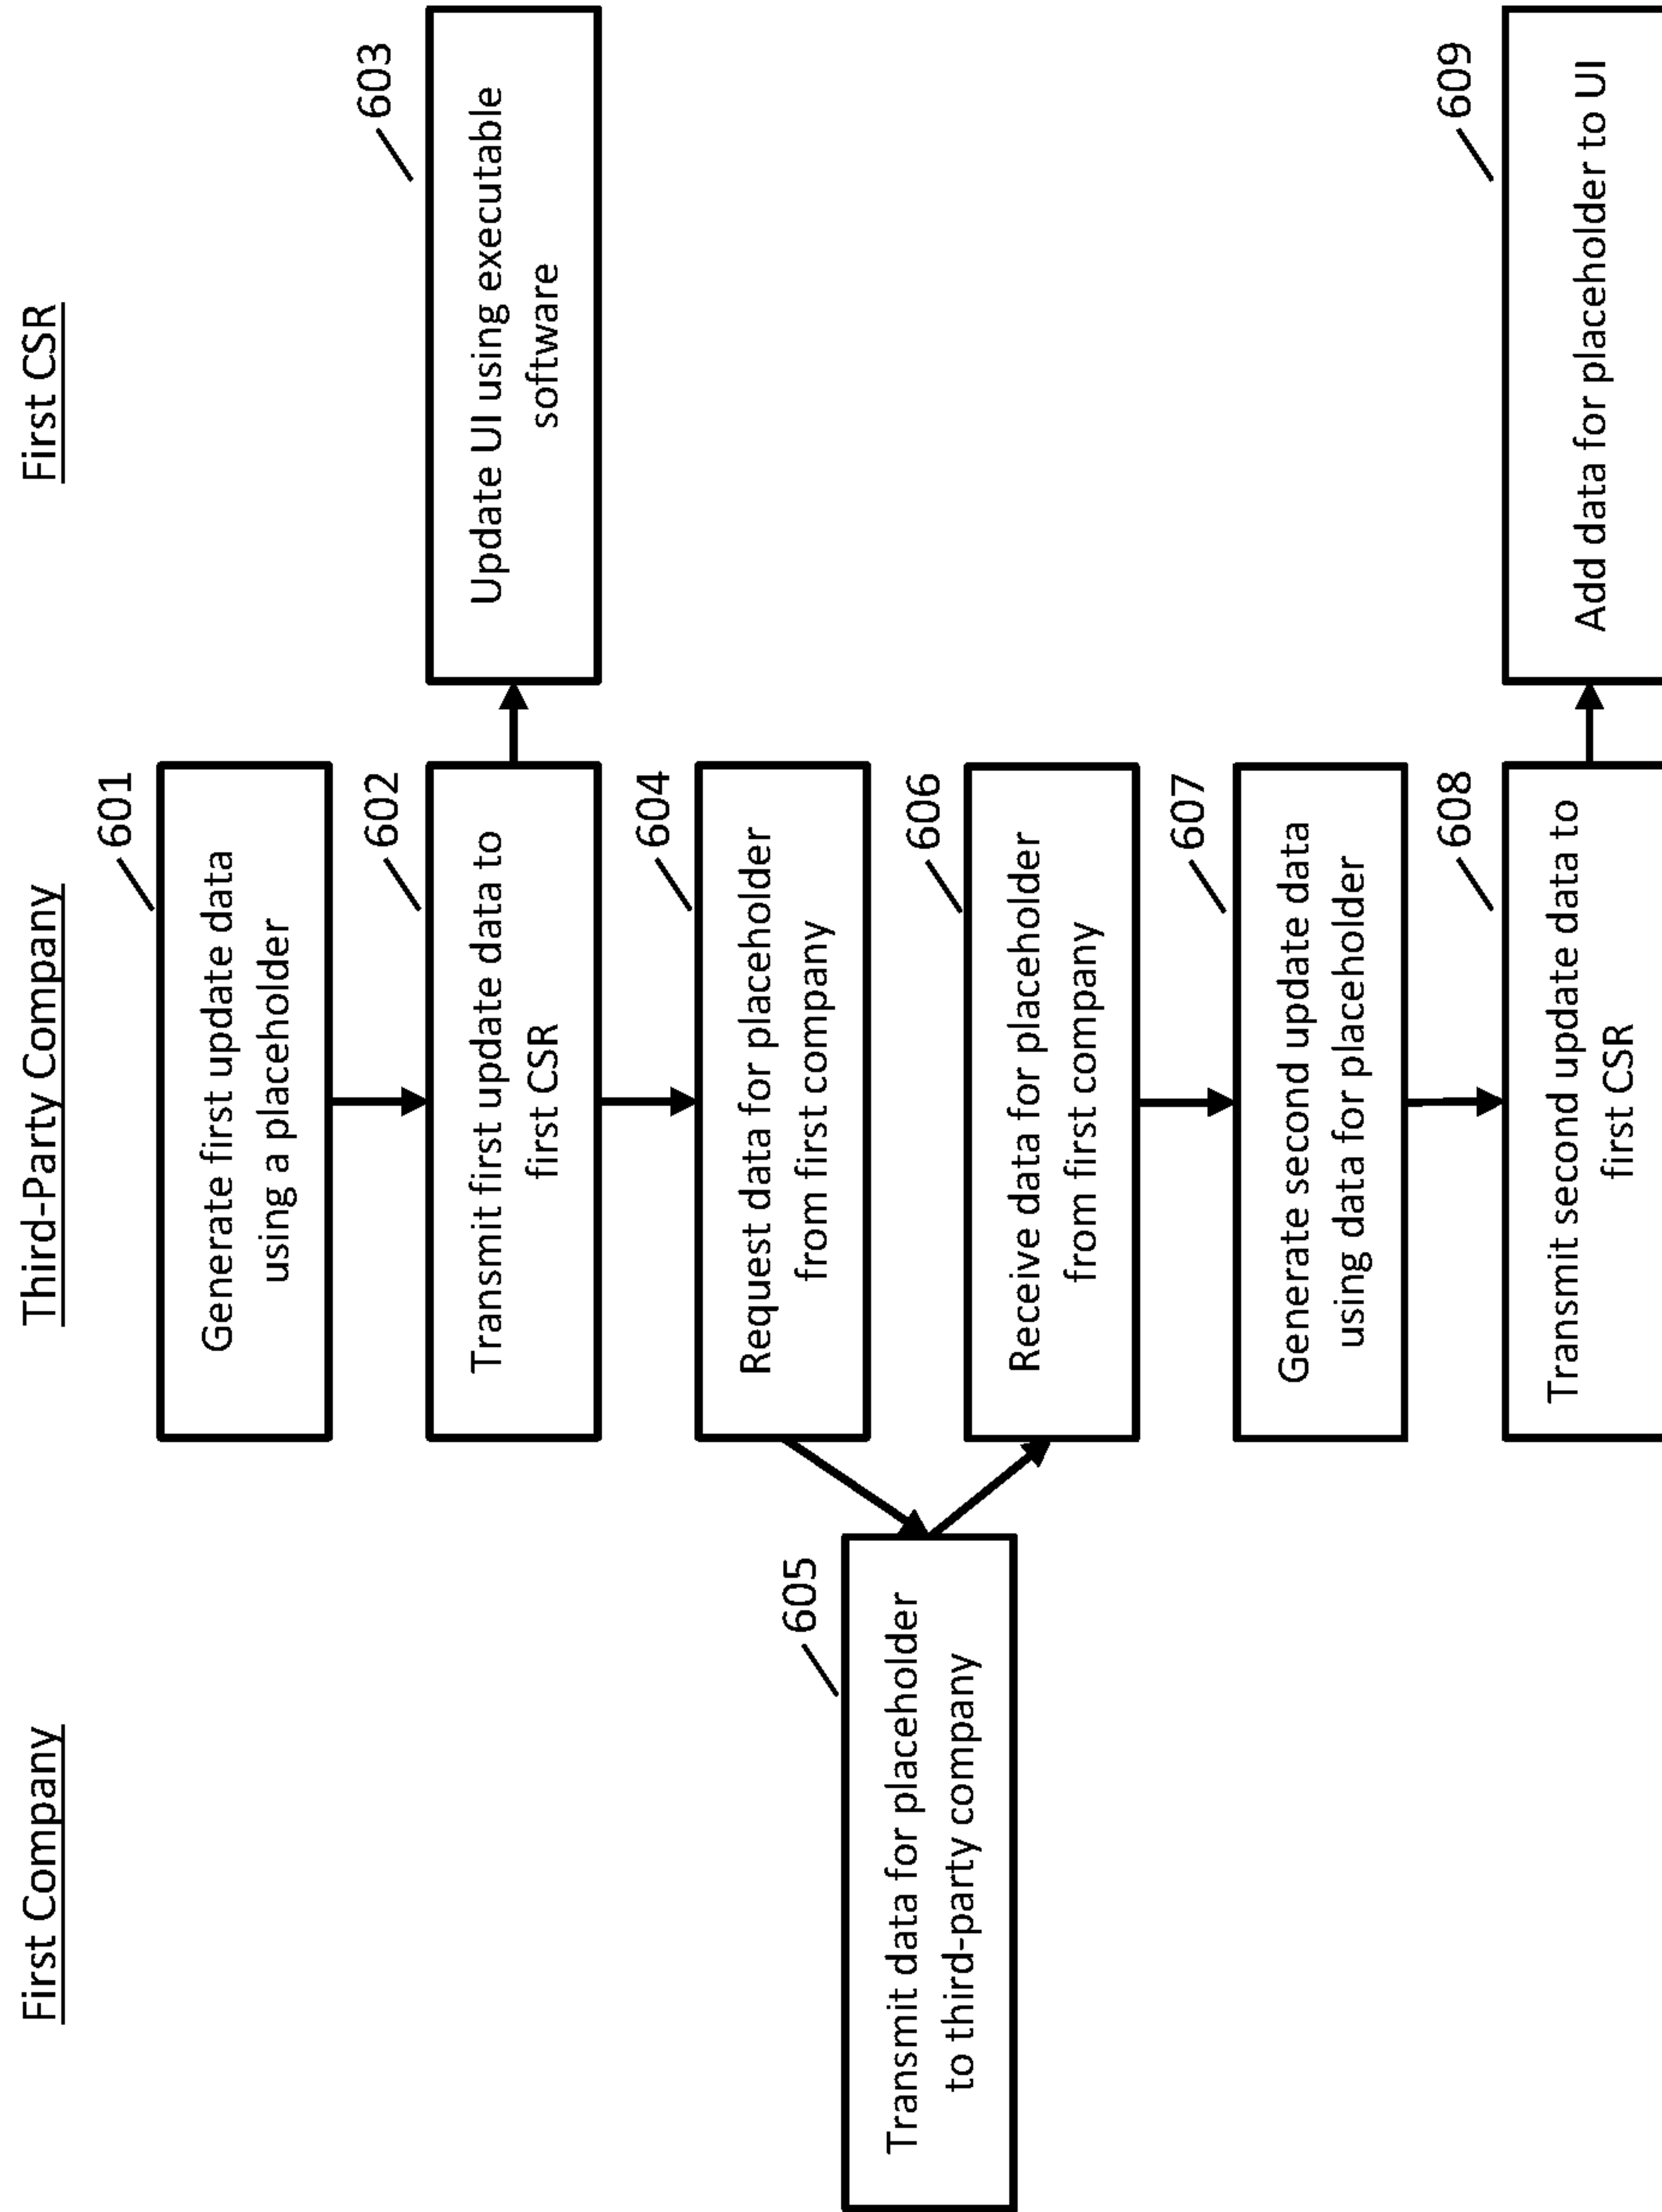 First Company
Third-Party Company
First CSR
601
Generate first update data
using a placeholder
602
Transmit first update data to
first CSR
603
Update UI using executable
software
604
Request data for placeholder
from first company
605
Transmit data for placeholder
to third-party company
606
Receive data for placeholder
from first company
607
Generate second update data
using data for placeholder
608
Transmit second update data to
first CSR
609
Add data for placeholder to UI